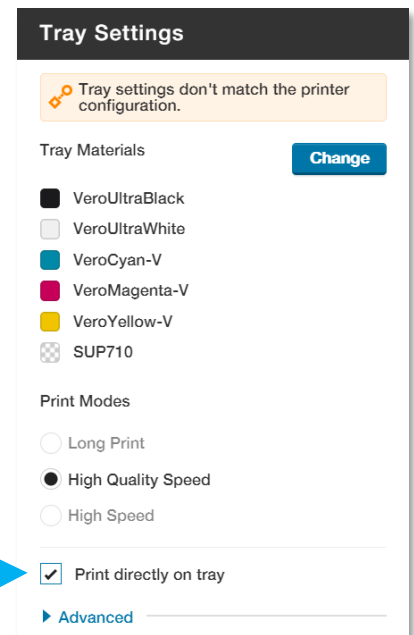 Tray Settings
Tray settings don't match the printer
configuration.
Tray Materials
Change
VeroUltraBlack
VeroUltraWhite
VeroCyan-V
VeroMagenta-V
VeroYellow-V
SUP710
Print Modes
Long Print
High Quality Speed
High Speed
Print directly on tray
Advanced